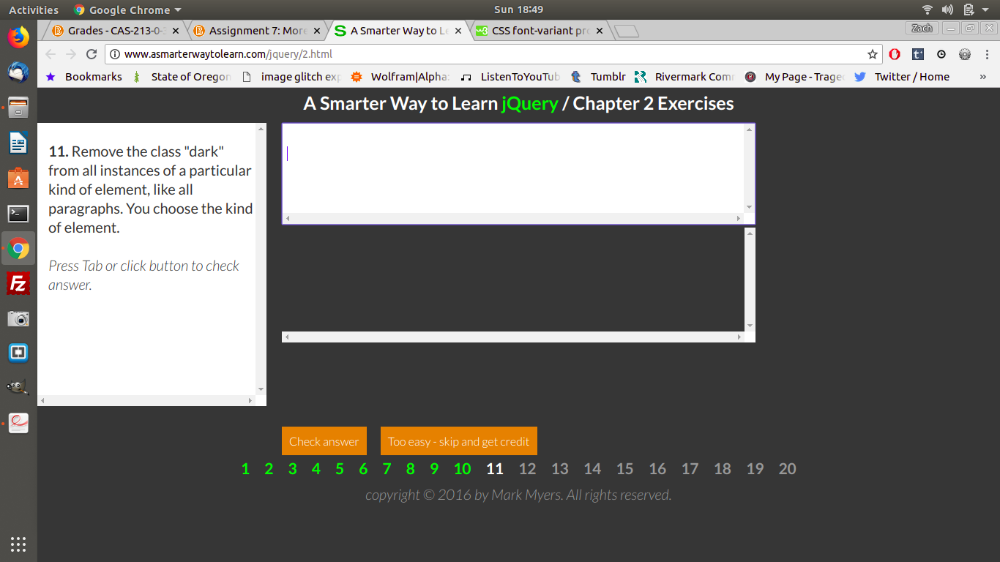 Activities Google Chrome Sun 18:49
Grades - CAS-213-0- Assignment 7: More A Smarter Way to Le CSS font-variant pro Zach
www.asmarterwaytolearn.com/jquery/2.html
Bookmarks State of Oregon image glitch exp Wolfram|Alpha: ListenToYouTub Tumblr Rivermark Com My Page - Trage Twitter / Home »
A Smarter Way to Learn jQuery / Chapter 2 Exercises
11. Remove the class "dark"
from all instances of a particular
kind of element, like all
paragraphs. You choose the kind
of element.
Press Tab or click button to check
answer.
Check answer Too easy - skip and get credit
1 2 3 4 5 6 7 8 9 10 11 12 13 14 15 16 17 18 19 20
copyright © 2016 by Mark Myers. All rights reserved.